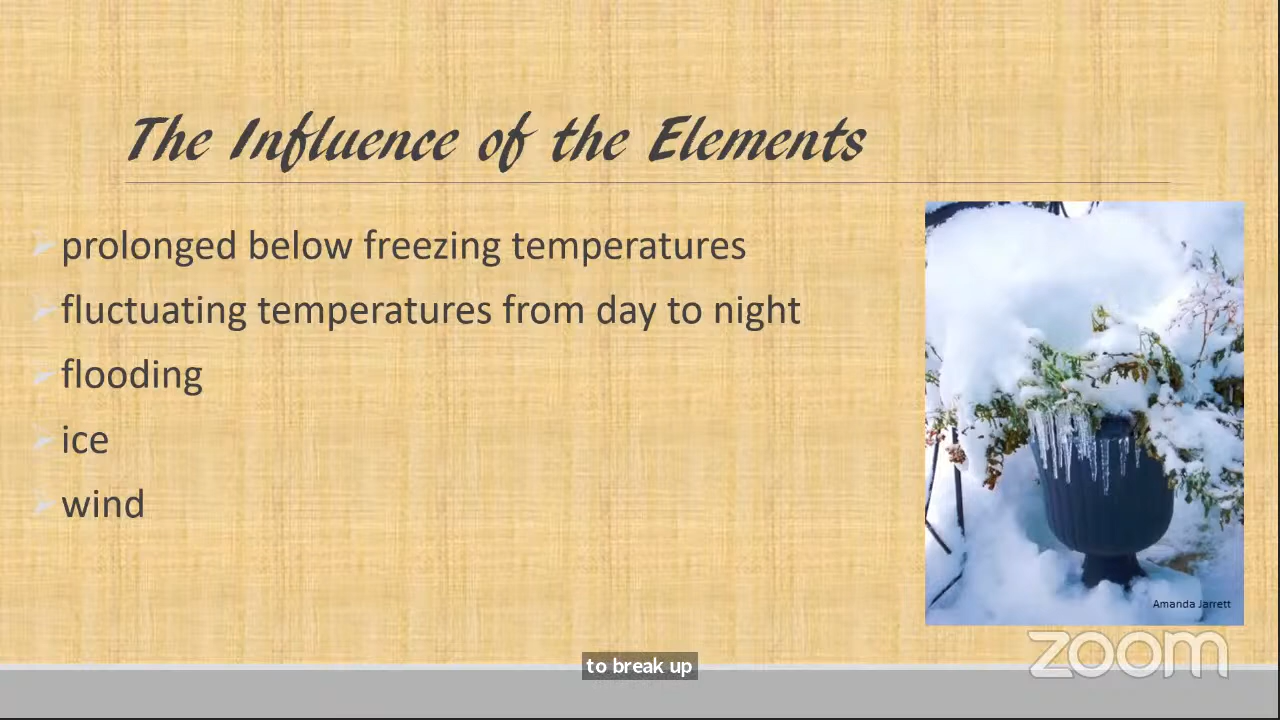 The Influence of the Elements
prolonged below freezing temperatures
fluctuating temperatures from day to night
flooding
ice
wind
Amanda Jarrett
to break up
zoom